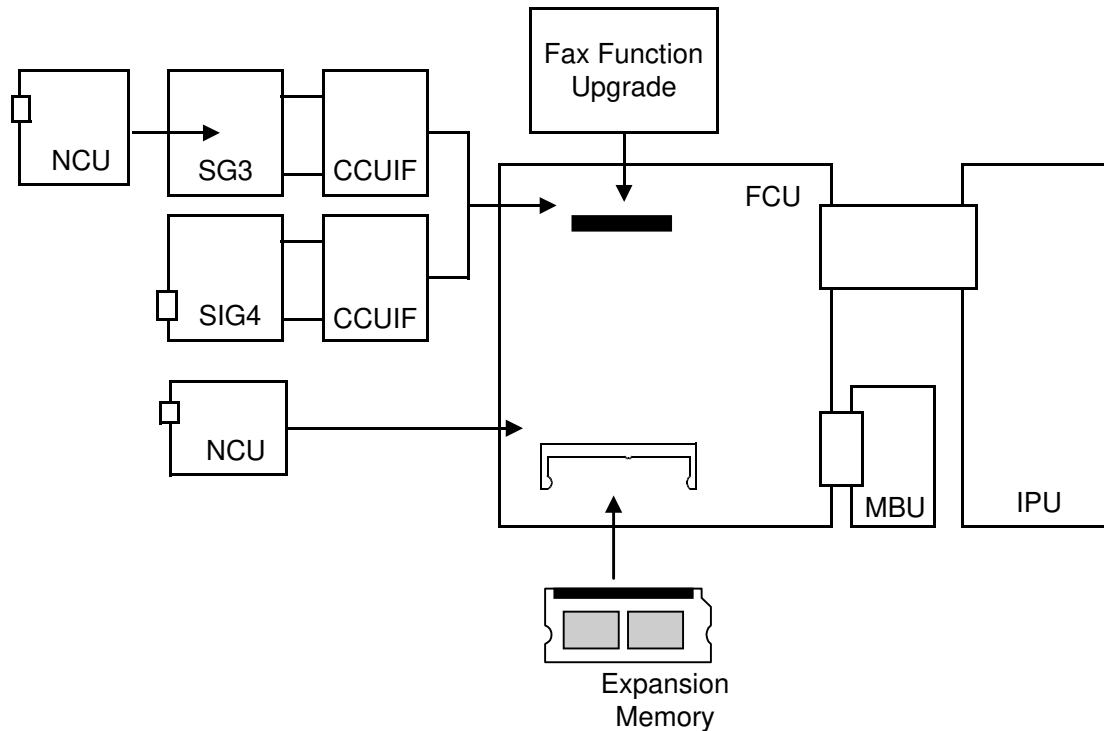 Fax Function
Upgrade
NCU
SG3
CCUIF
FCU
SIG4
CCUIF
NCU
MBU
IPU
Expansion
Memory